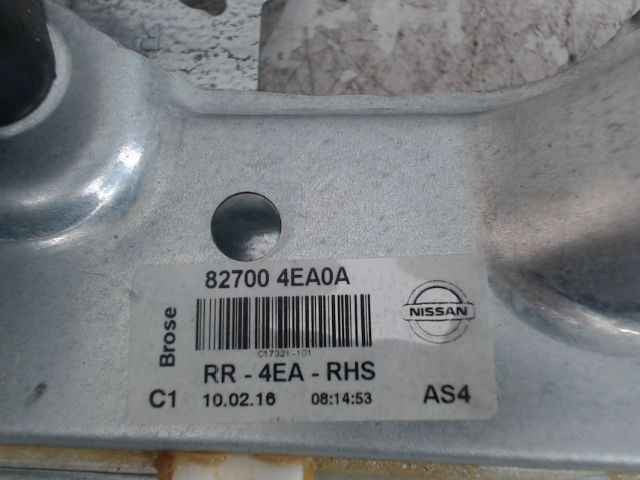 82700 4EA0A
Brose
NISSAN
C17321-101
RR - 4EA - RHS
C1 10.02.16 08:14:53 AS4